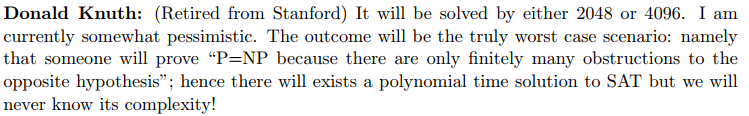 Donald Knuth: (Retired from Stanford) It will be solved by either 2048 or 4096. I am
currently somewhat pessimistic. The outcome will be the truly worst case scenario: namely
that someone will prove “P=NP because there are only finitely many obstructions to the
opposite hypothesis”; hence there will exists a polynomial time solution to SAT but we will
never know its complexity!